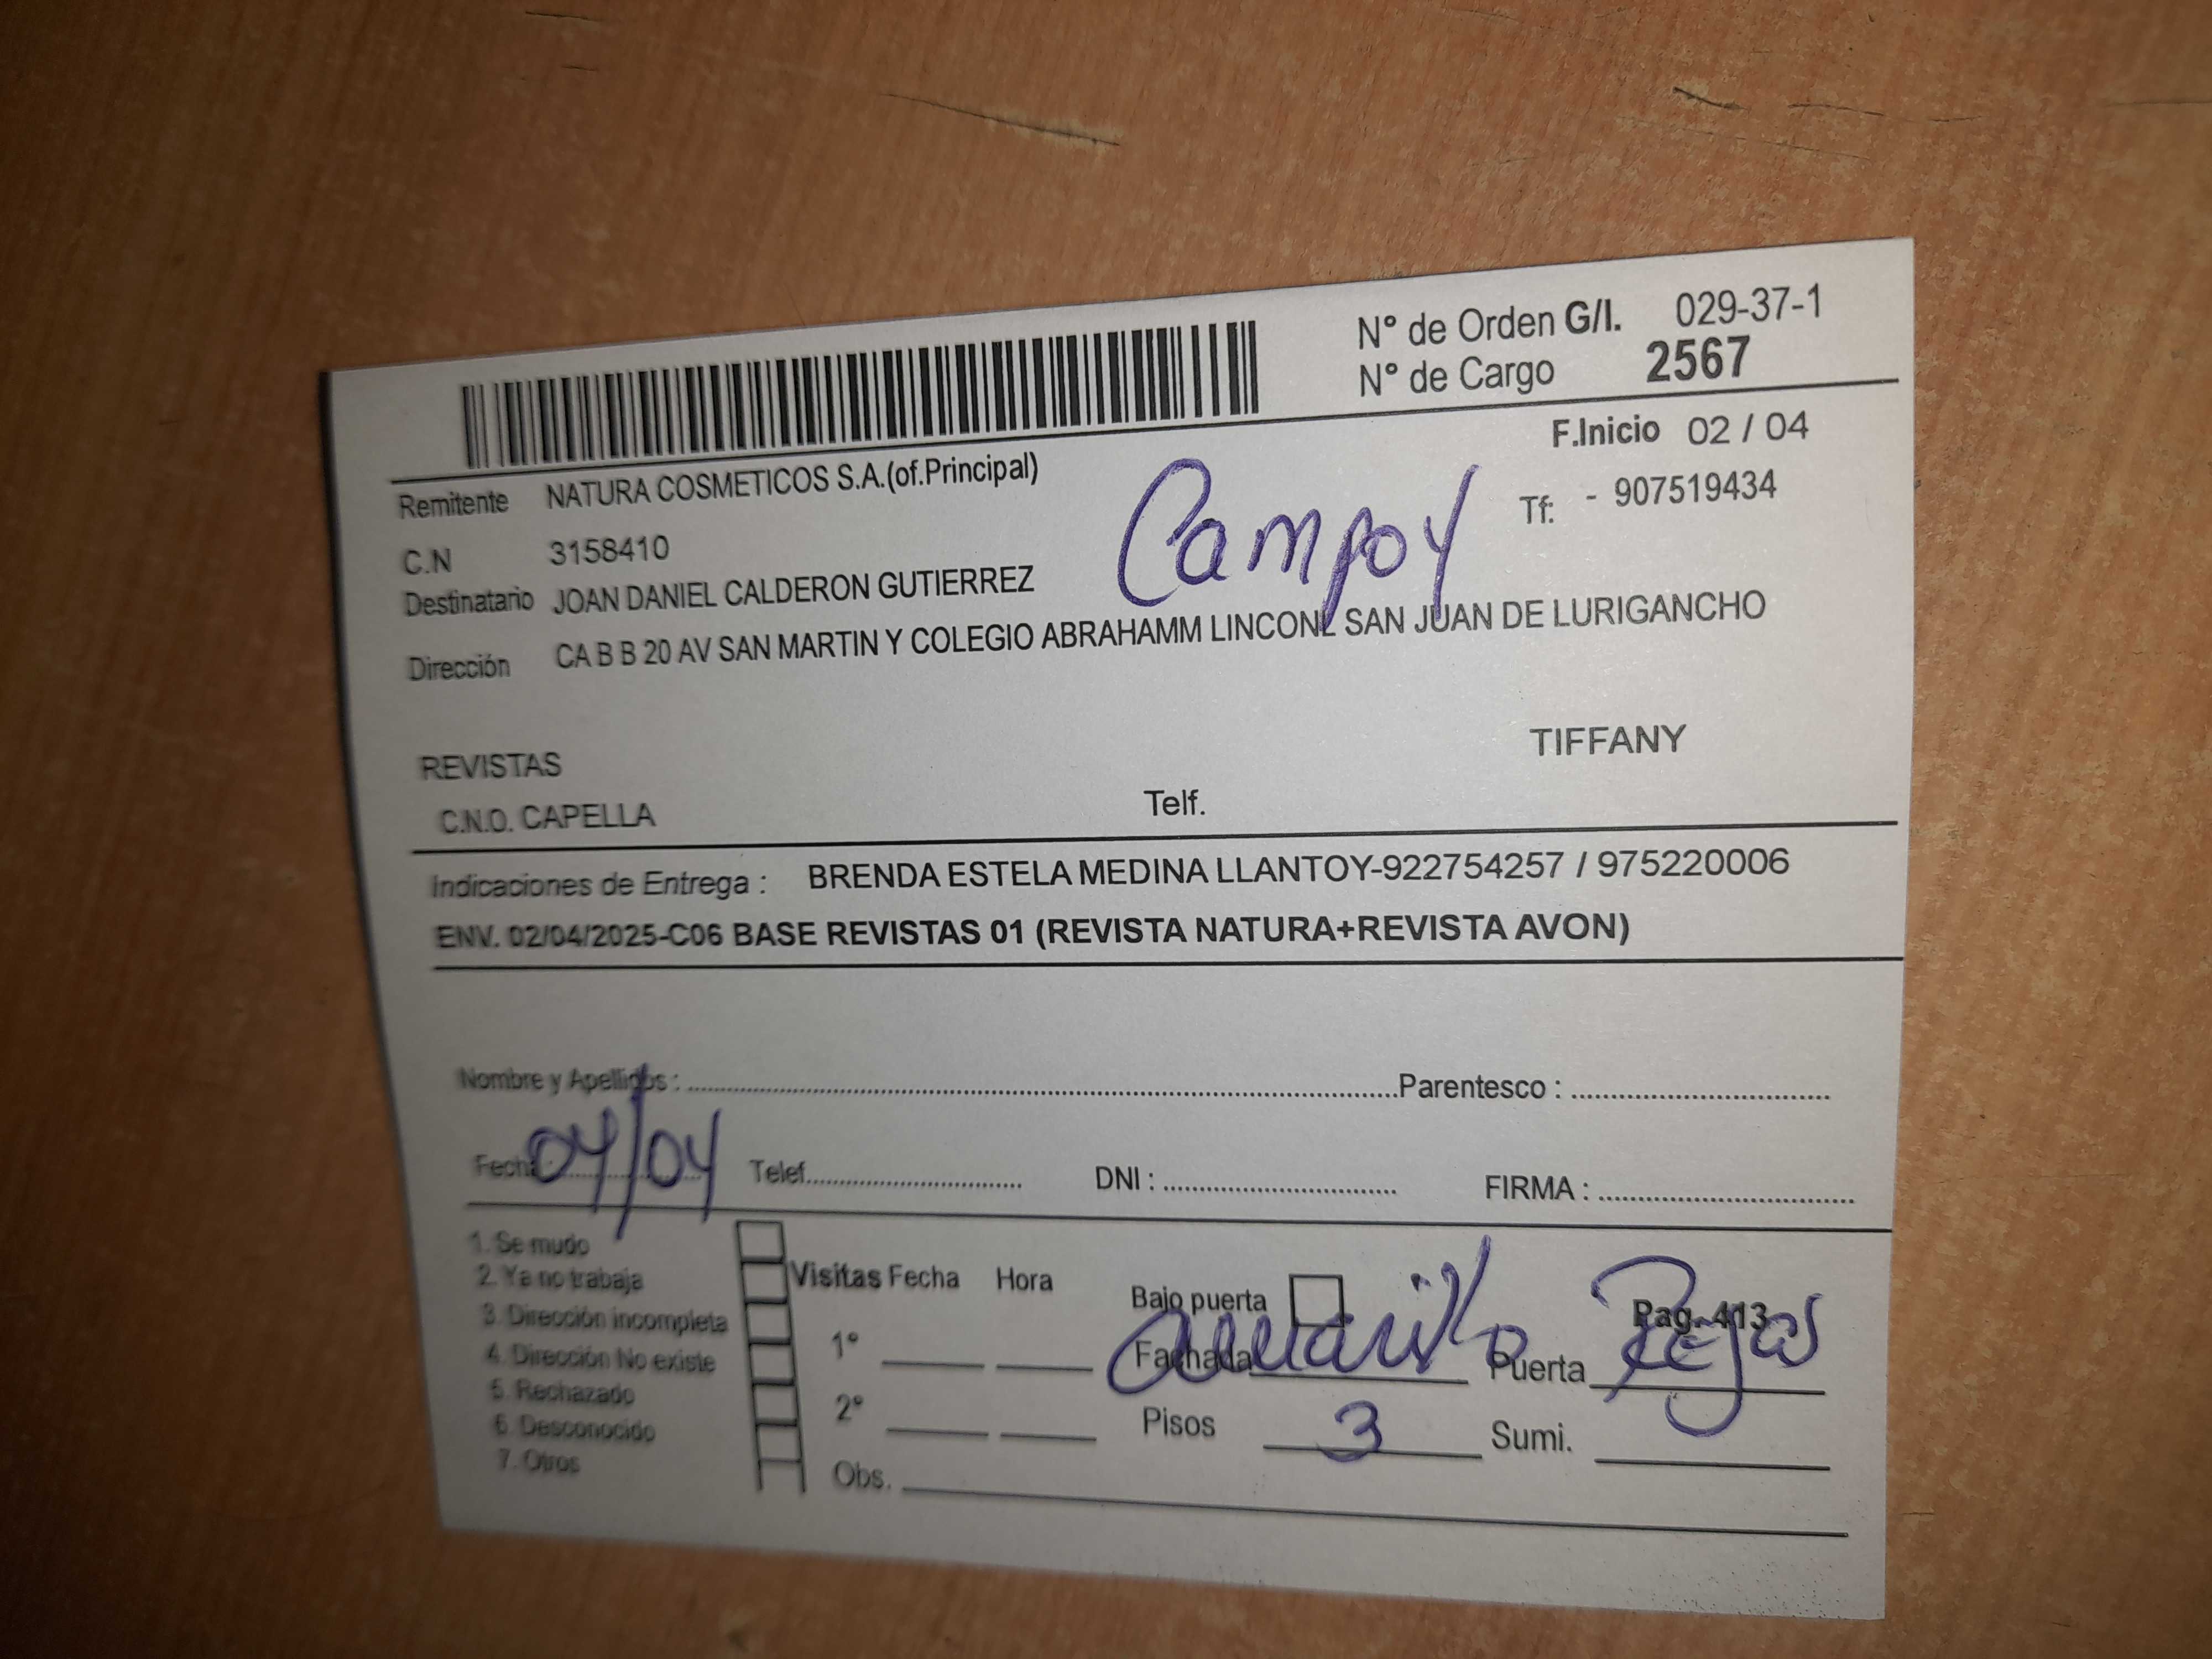 N° de Orden G/I. 029-37-1
N° de Cargo 2567
F.Inicio 02 / 04
Remitente NATURA COSMETICOS S.A.(of.Principal)
Campoy
Tf: - 907519434
C.N 3158410
Destinatario JOAN DANIEL CALDERON GUTIERREZ
Dirección CA B B 20 AV SAN MARTIN Y COLEGIO ABRAHAMM LINCONL SAN JUAN DE LURIGANCHO
TIFFANY
REVISTAS
C.N.O. CAPELLA Telf.
Indicaciones de Entrega : BRENDA ESTELA MEDINA LLANTOY-922754257 / 975220006
ENV. 02/04/2025-C06 BASE REVISTAS 01 (REVISTA NATURA+REVISTA AVON)
Nombre y Apellidos : Parentesco :
Fecha: 04/04 Telef. DNI : FIRMA :
1. Se mudo
2. Ya no trabaja
3. Dirección incompleta
4. Dirección No existe
5. Rechazado
6. Desconocido
7. Otros
Visitas Fecha Hora
1°
2°
Obs.
Bajo puerta Pag.-413
Fachada amarillo Puerta Rejas
Pisos 3 Sumi.